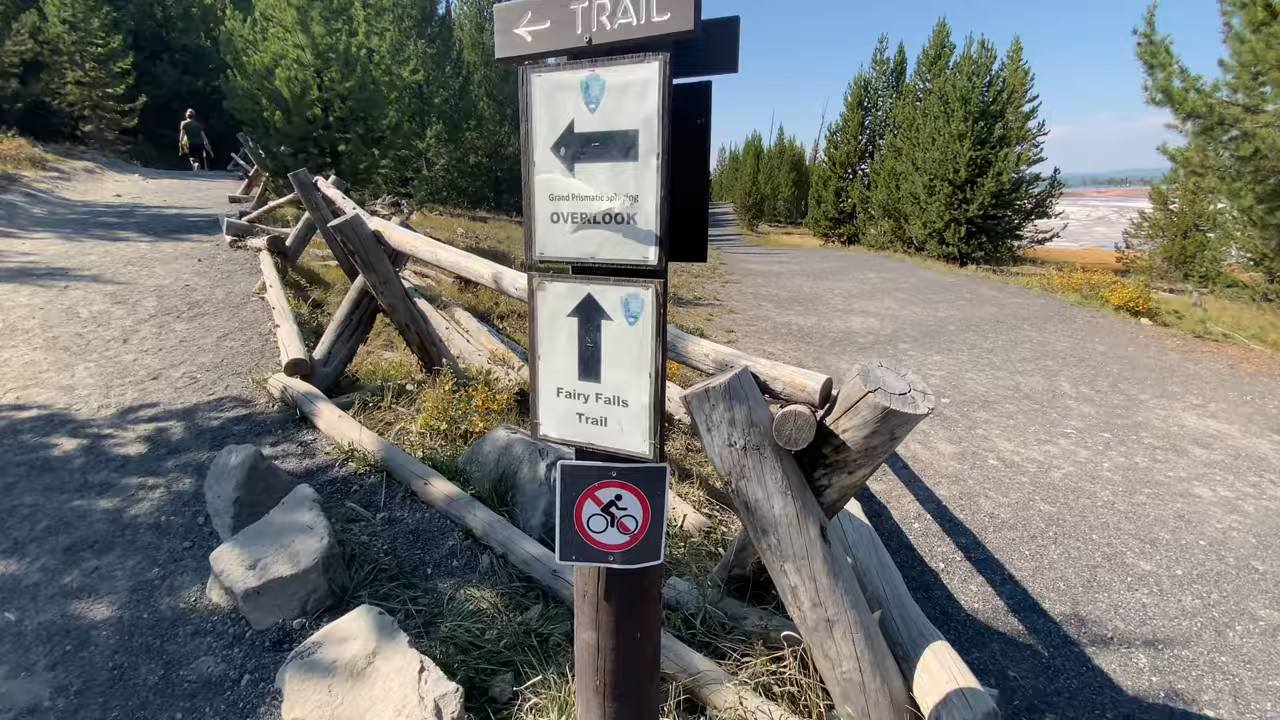 TRAIL
Grand Prismatic Spring
OVERLOOK
Fairy Falls
Trail